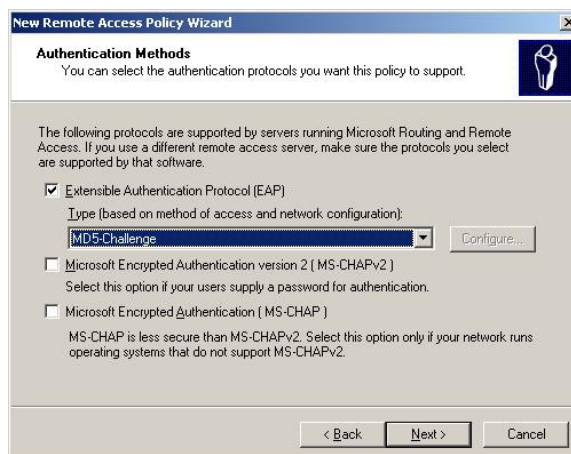 New Remote Access Policy Wizard
Authentication Methods
You can select the authentication protocols you want this policy to support.
The following protocols are supported by servers running Microsoft Routing and Remote
Access. If you use a different remote access server, make sure the protocols you select
are supported by that software.
Extensible Authentication Protocol (EAP)
Type (based on method of access and network configuration):
MD5-Challenge
Configure...
Microsoft Encrypted Authentication version 2 ( MS-CHAPv2 )
Select this option if your users supply a password for authentication.
Microsoft Encrypted Authentication ( MS-CHAP )
MS-CHAP is less secure than MS-CHAPv2. Select this option only if your network runs
operating systems that do not support MS-CHAPv2.
< Back
Next >
Cancel